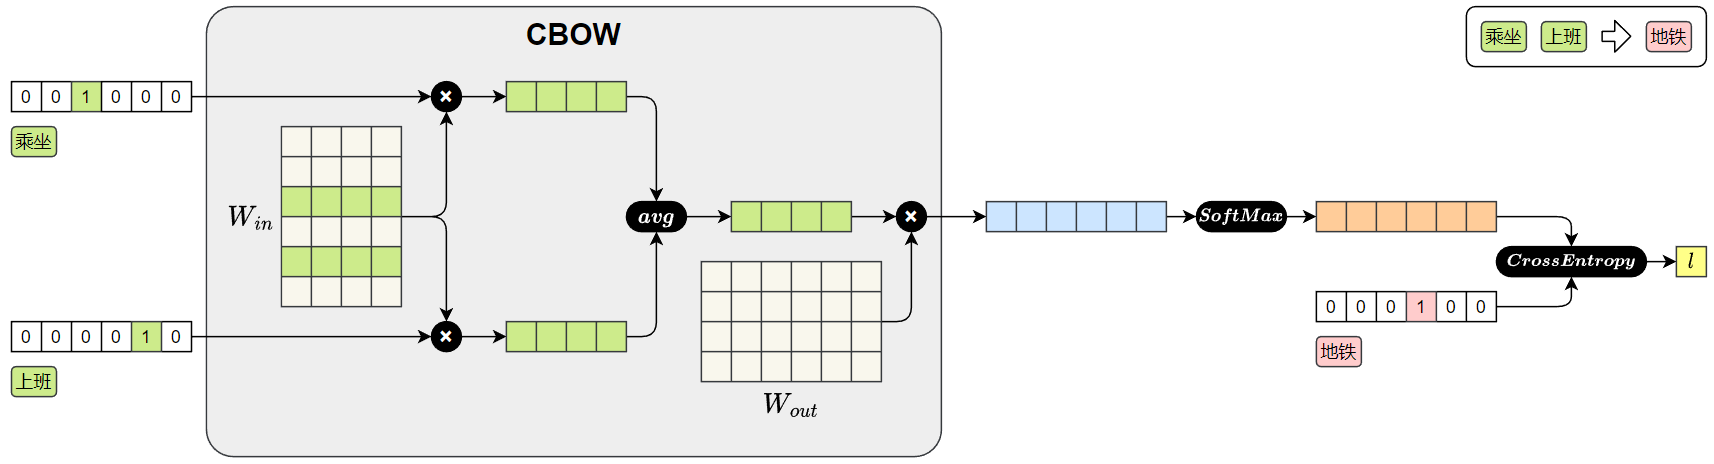 CBOW
乘坐 上班 地铁
0 0 1 0 0 0
乘坐
W_in
avg
SoftMax
CrossEntropy
l
0 0 0 1 0 0
地铁
0 0 0 0 1 0
上班
W_out